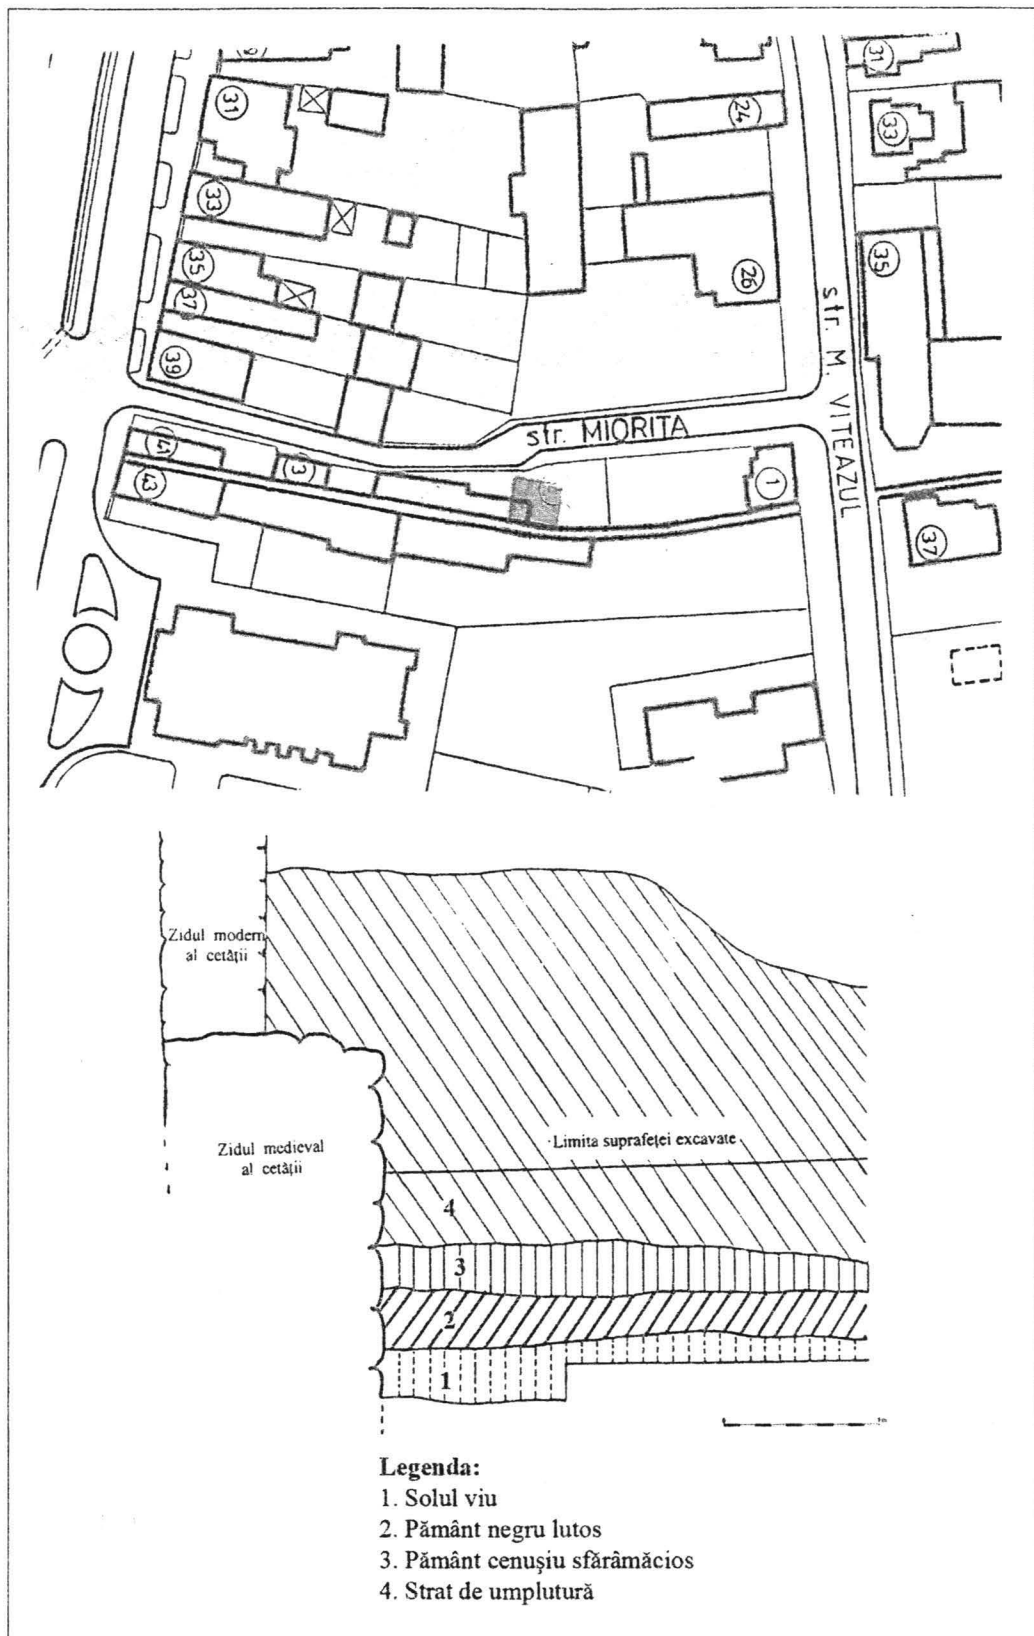 31
24
31
33
33
35
26
35
37
39
str. M. VITEAZUL
str. MIORITA
41
3
1
43
37
Zidul modern
al cetății
Zidul medieval
al cetății
Limita suprafeței excavate
4
3
2
1
Legenda:
1. Solul viu
2. Pământ negru lutos
3. Pământ cenușiu sfărâmăcios
4. Strat de umplutură